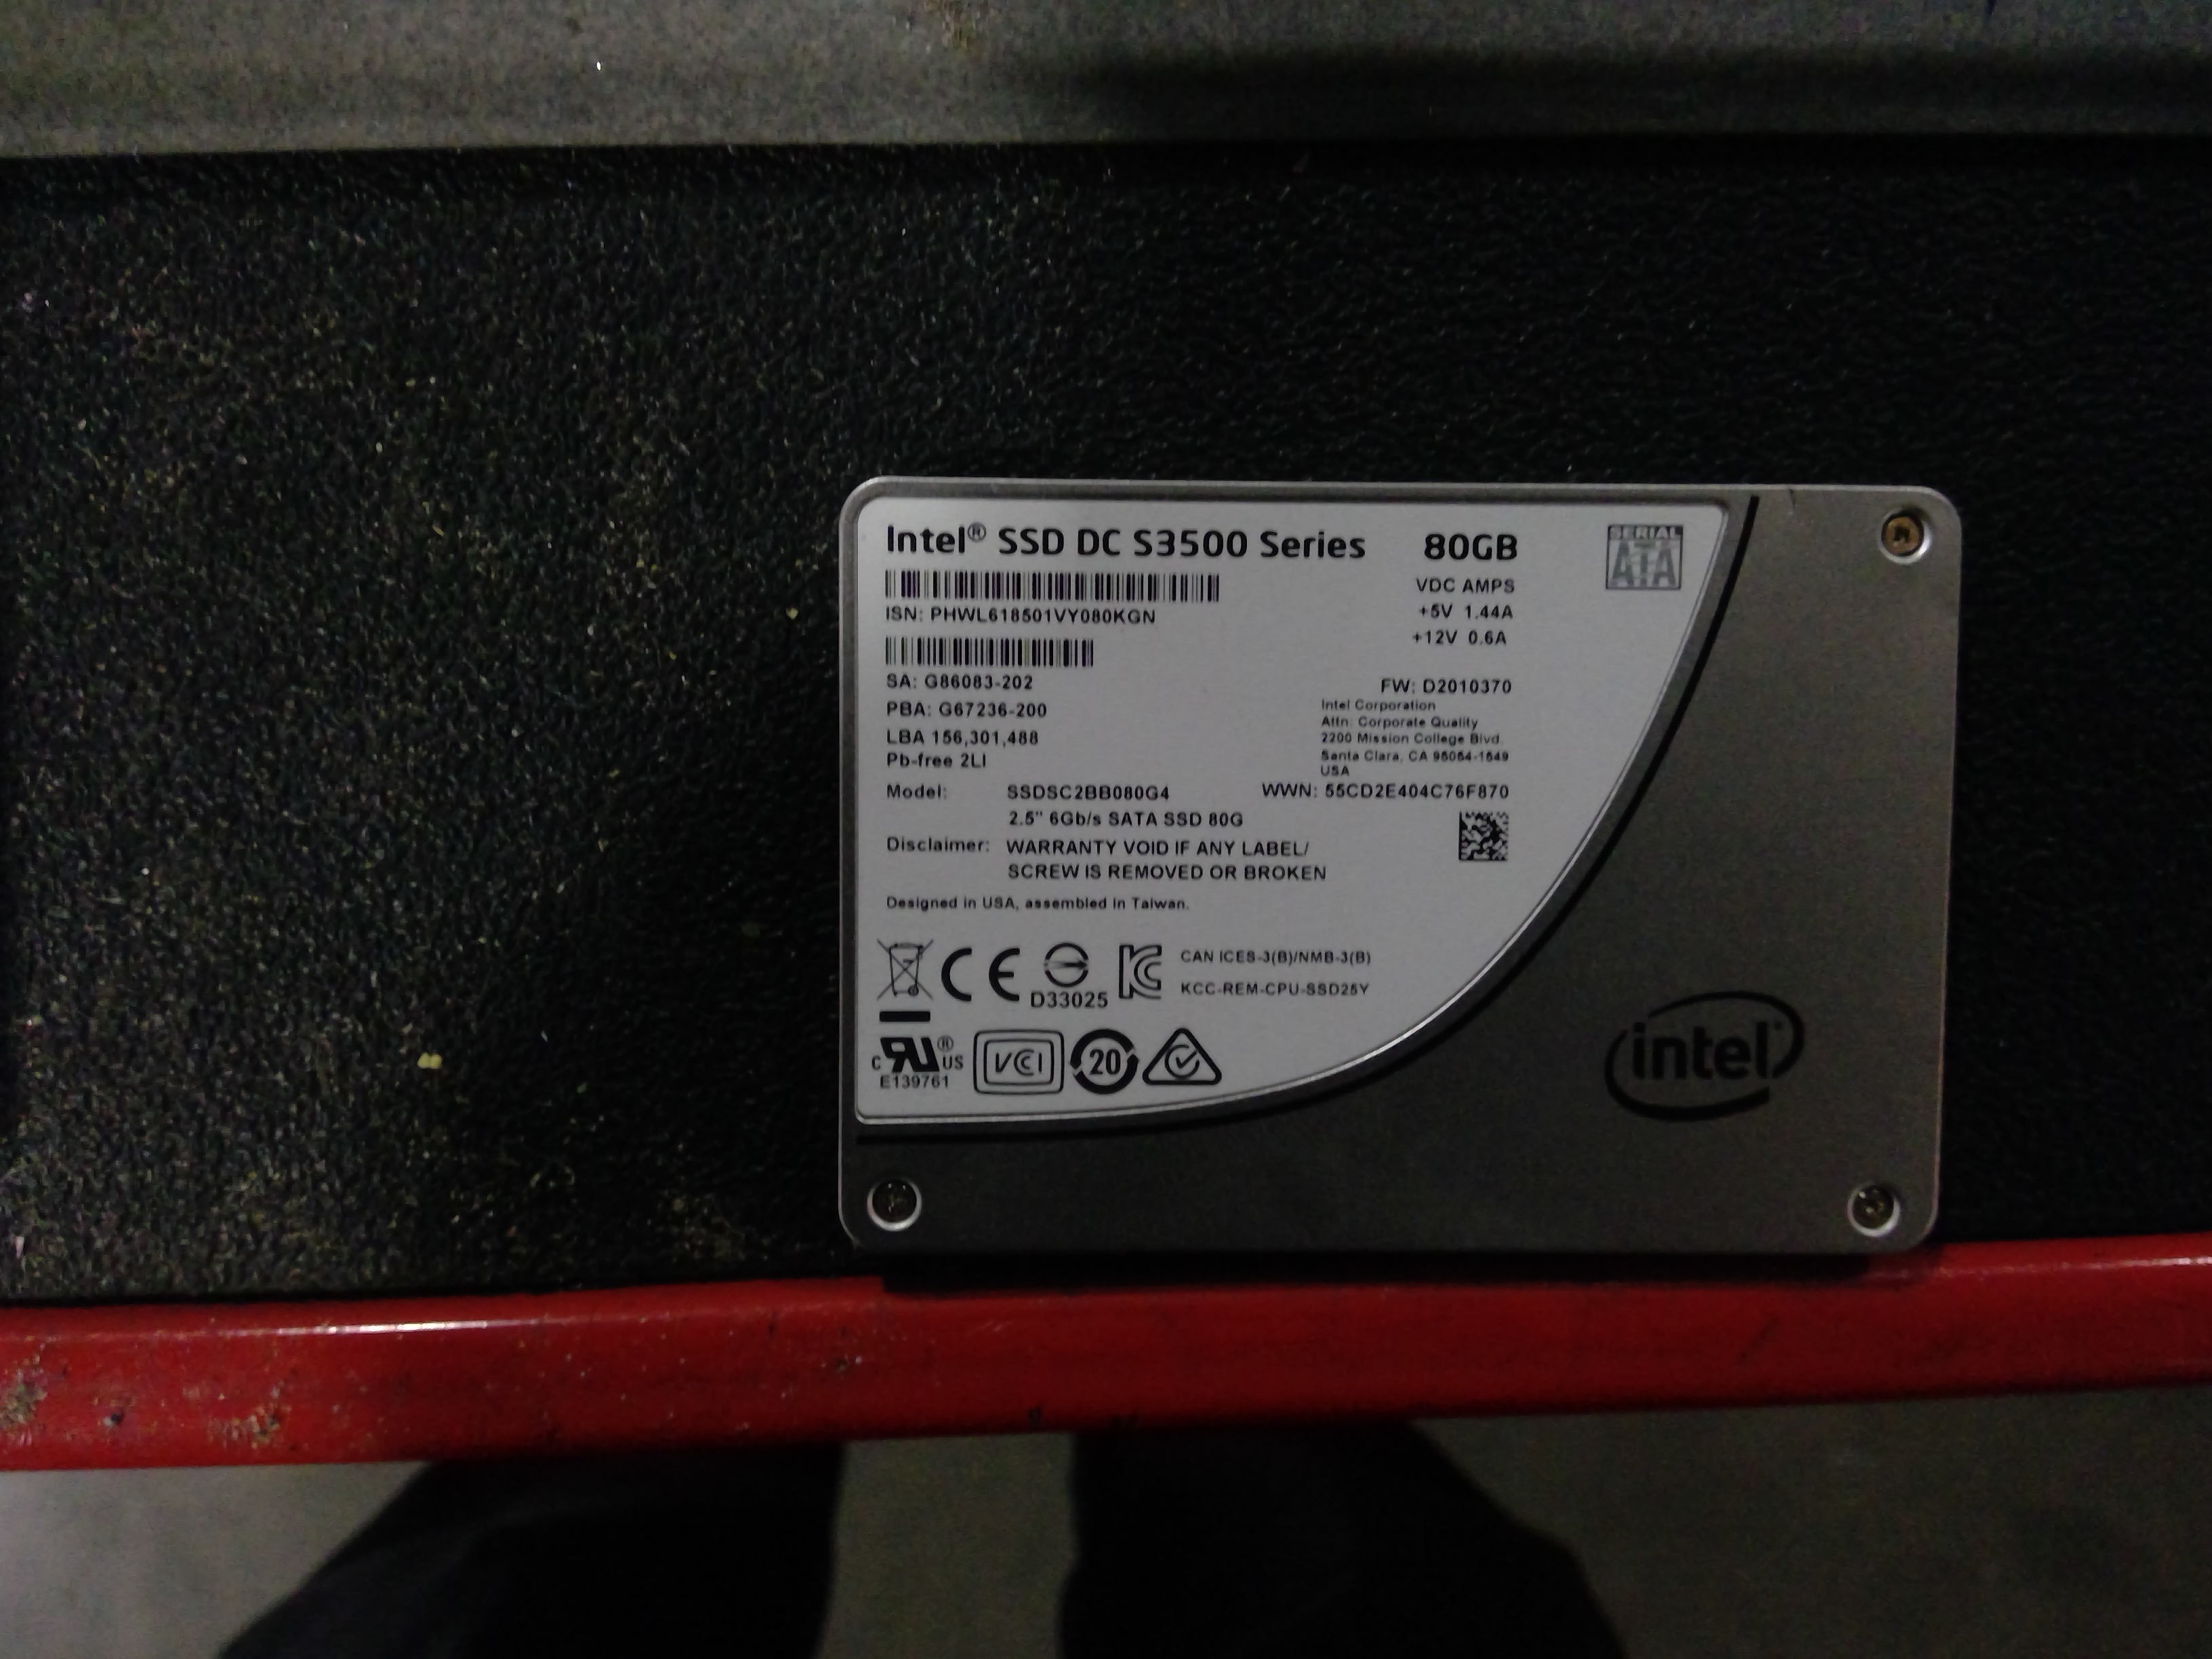 Intel® SSD DC S3500 Series 80GB
SERIAL
ATA
VDC AMPS
ISN: PHWL618501VY080KGN
+5V 1.44A
+12V 0.6A
SA: G86083-202
FW: D2010370
PBA: G67236-200
Intel Corporation
Attn: Corporate Quality
2200 Mission College Blvd.
Santa Clara, CA 95054-1549
USA
LBA 156,301,488
Pb-free 2LI
Model: SSDSC2BB080G4
WWN: 55CD2E404C76F870
2.5" 6Gb/s SATA SSD 80G
Disclaimer: WARRANTY VOID IF ANY LABEL/
SCREW IS REMOVED OR BROKEN
Designed in USA, assembled in Taiwan.
CE
D33025
CAN ICES-3(B)/NMB-3(B)
KCC-REM-CPU-SSD25Y
c RU ® US
E139761
VCI
20
intel®